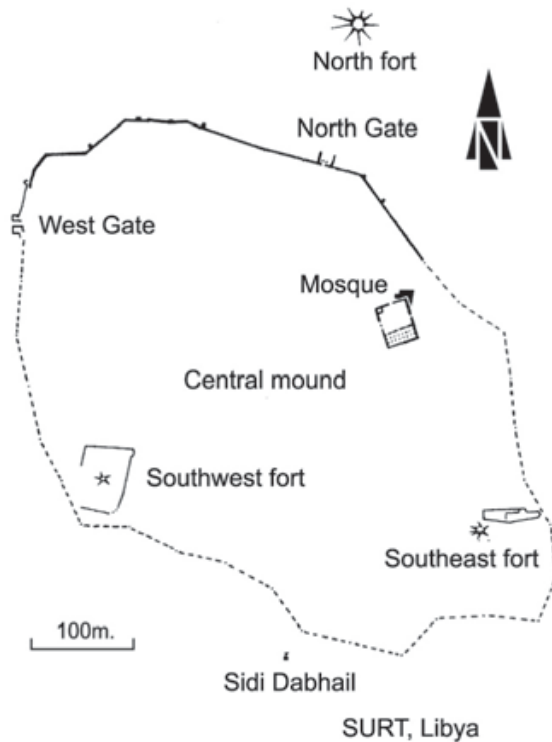 North fort
North Gate
N
West Gate
Mosque
Central mound
Southwest fort
Southeast fort
100m.
Sidi Dabhail
SURT, Libya